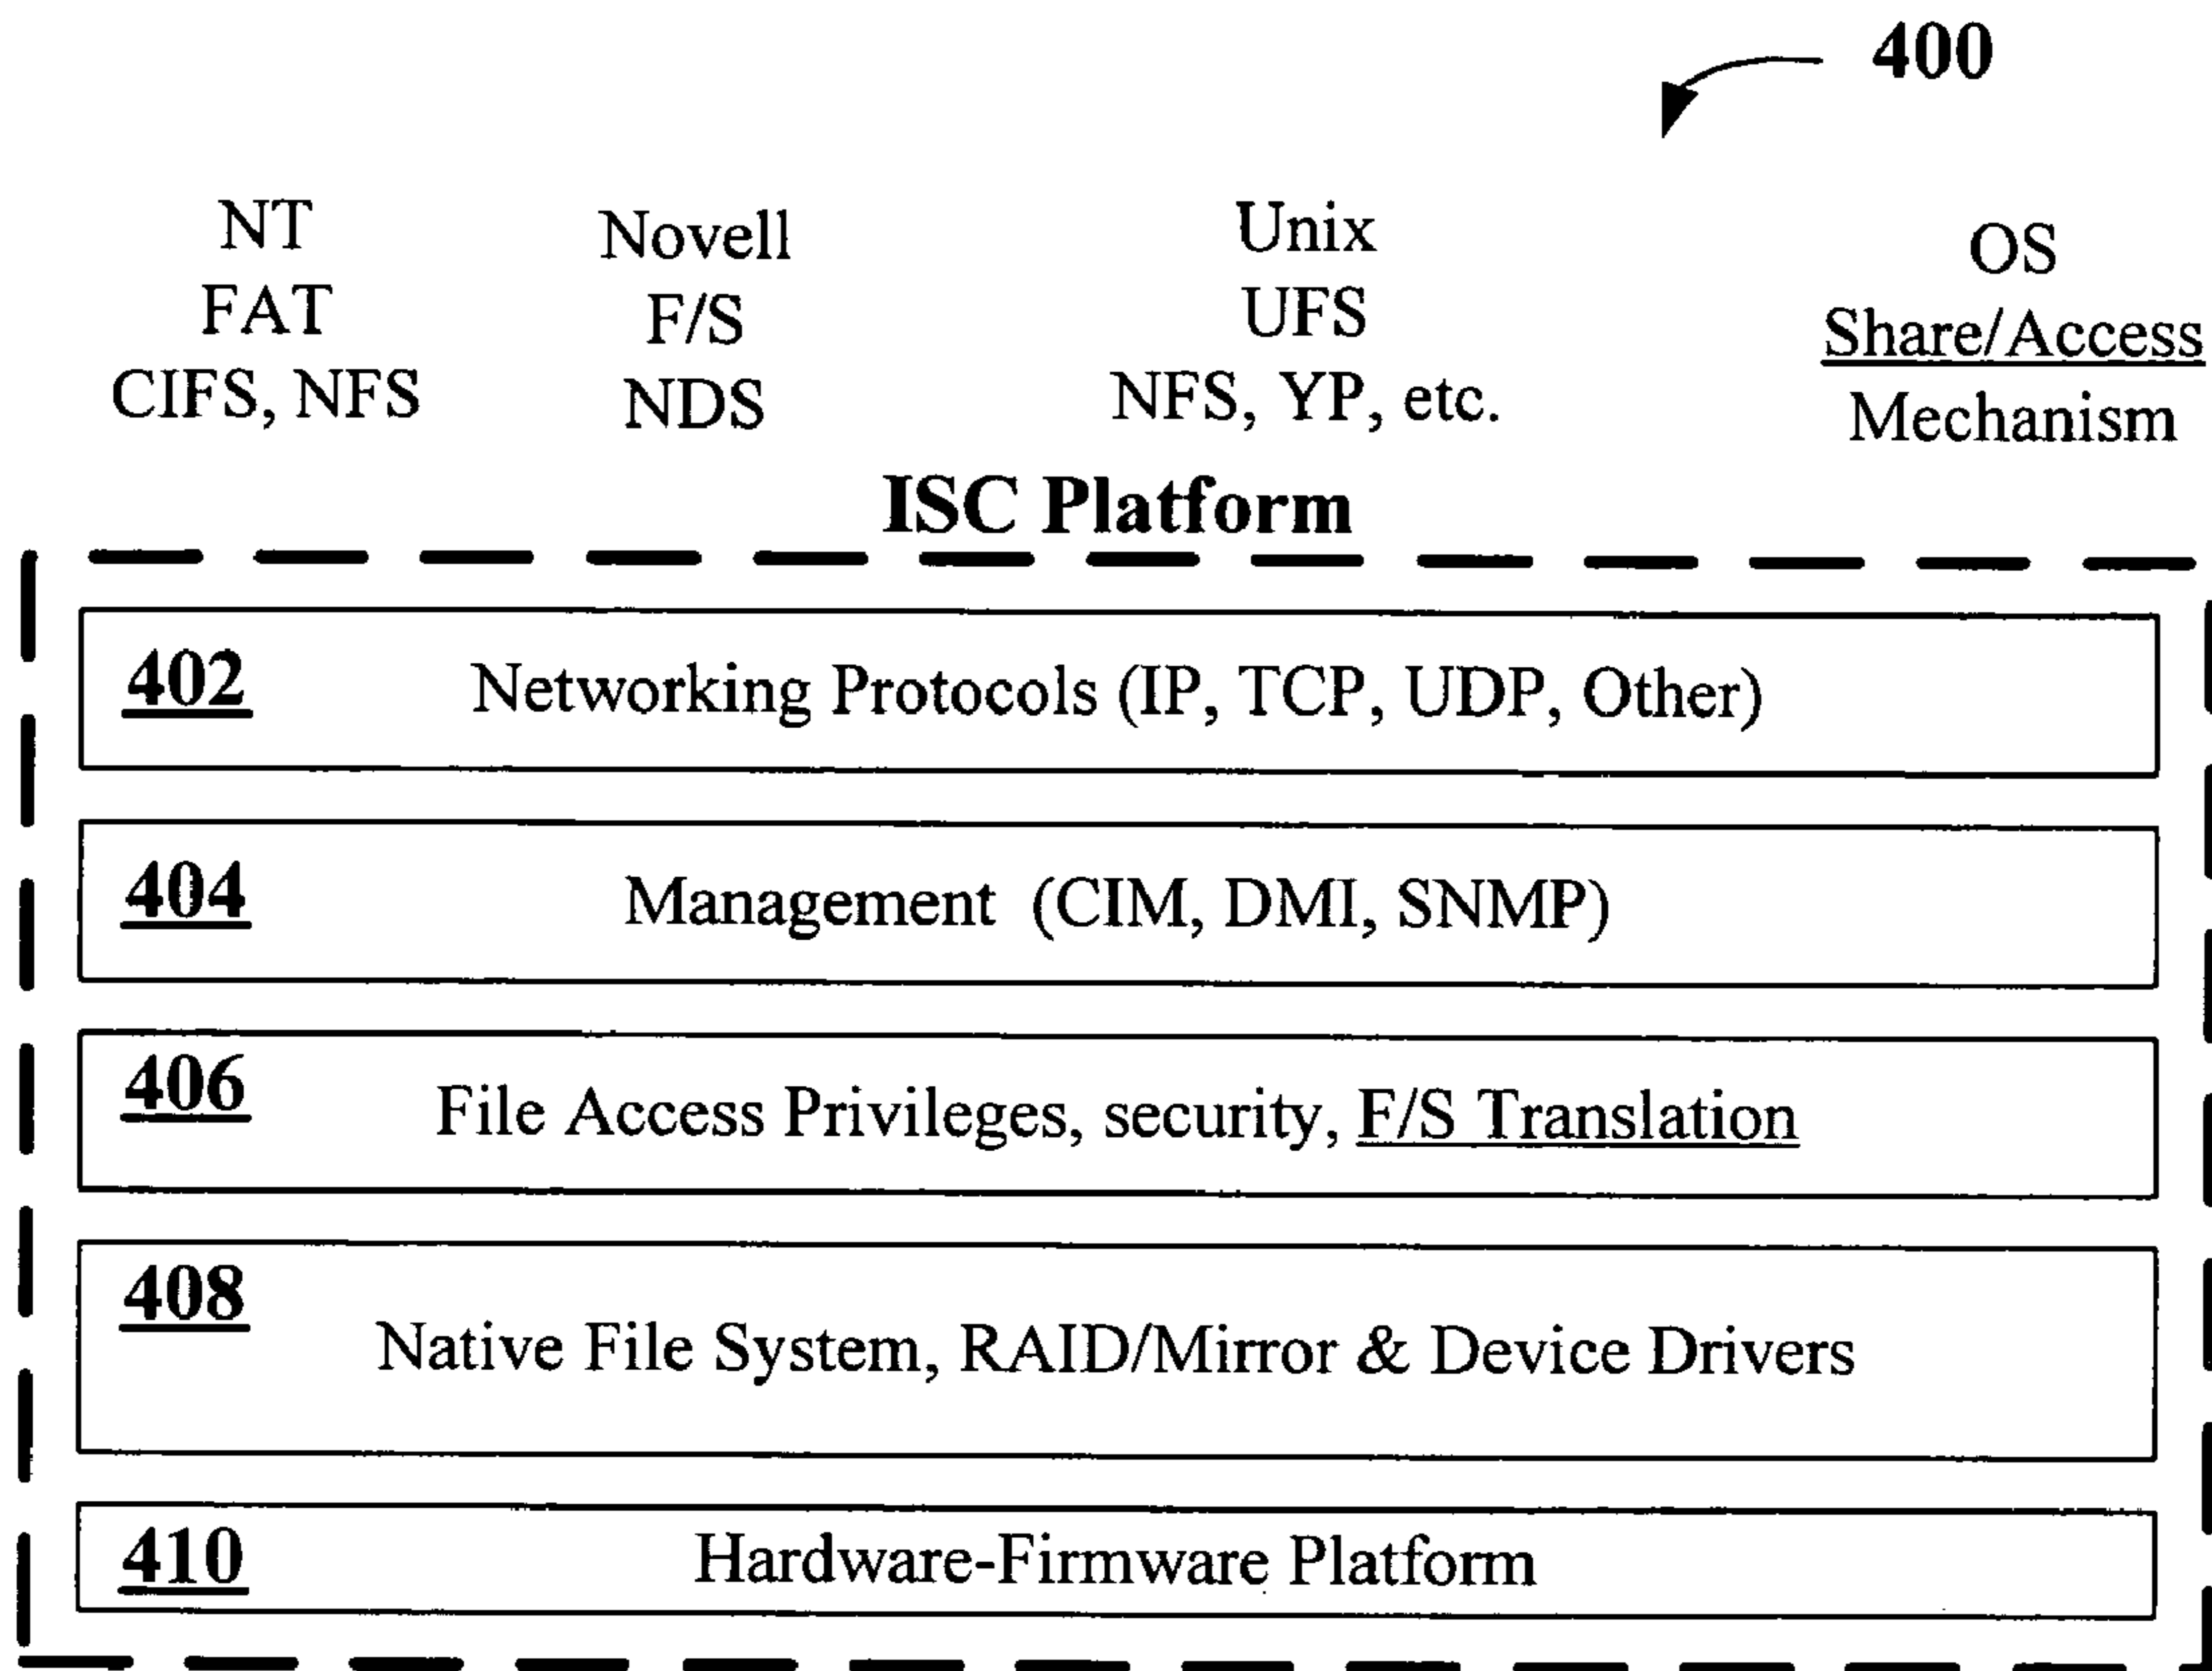 400
NT
FAT
CIFS, NFS
Novell
F/S
NDS
Unix
UFS
NFS, YP, etc.
OS
Share/Access
Mechanism
ISC Platform
402 Networking Protocols (IP, TCP, UDP, Other)
404 Management (CIM, DMI, SNMP)
406 File Access Privileges, security, F/S Translation
408 Native File System, RAID/Mirror & Device Drivers
410 Hardware-Firmware Platform